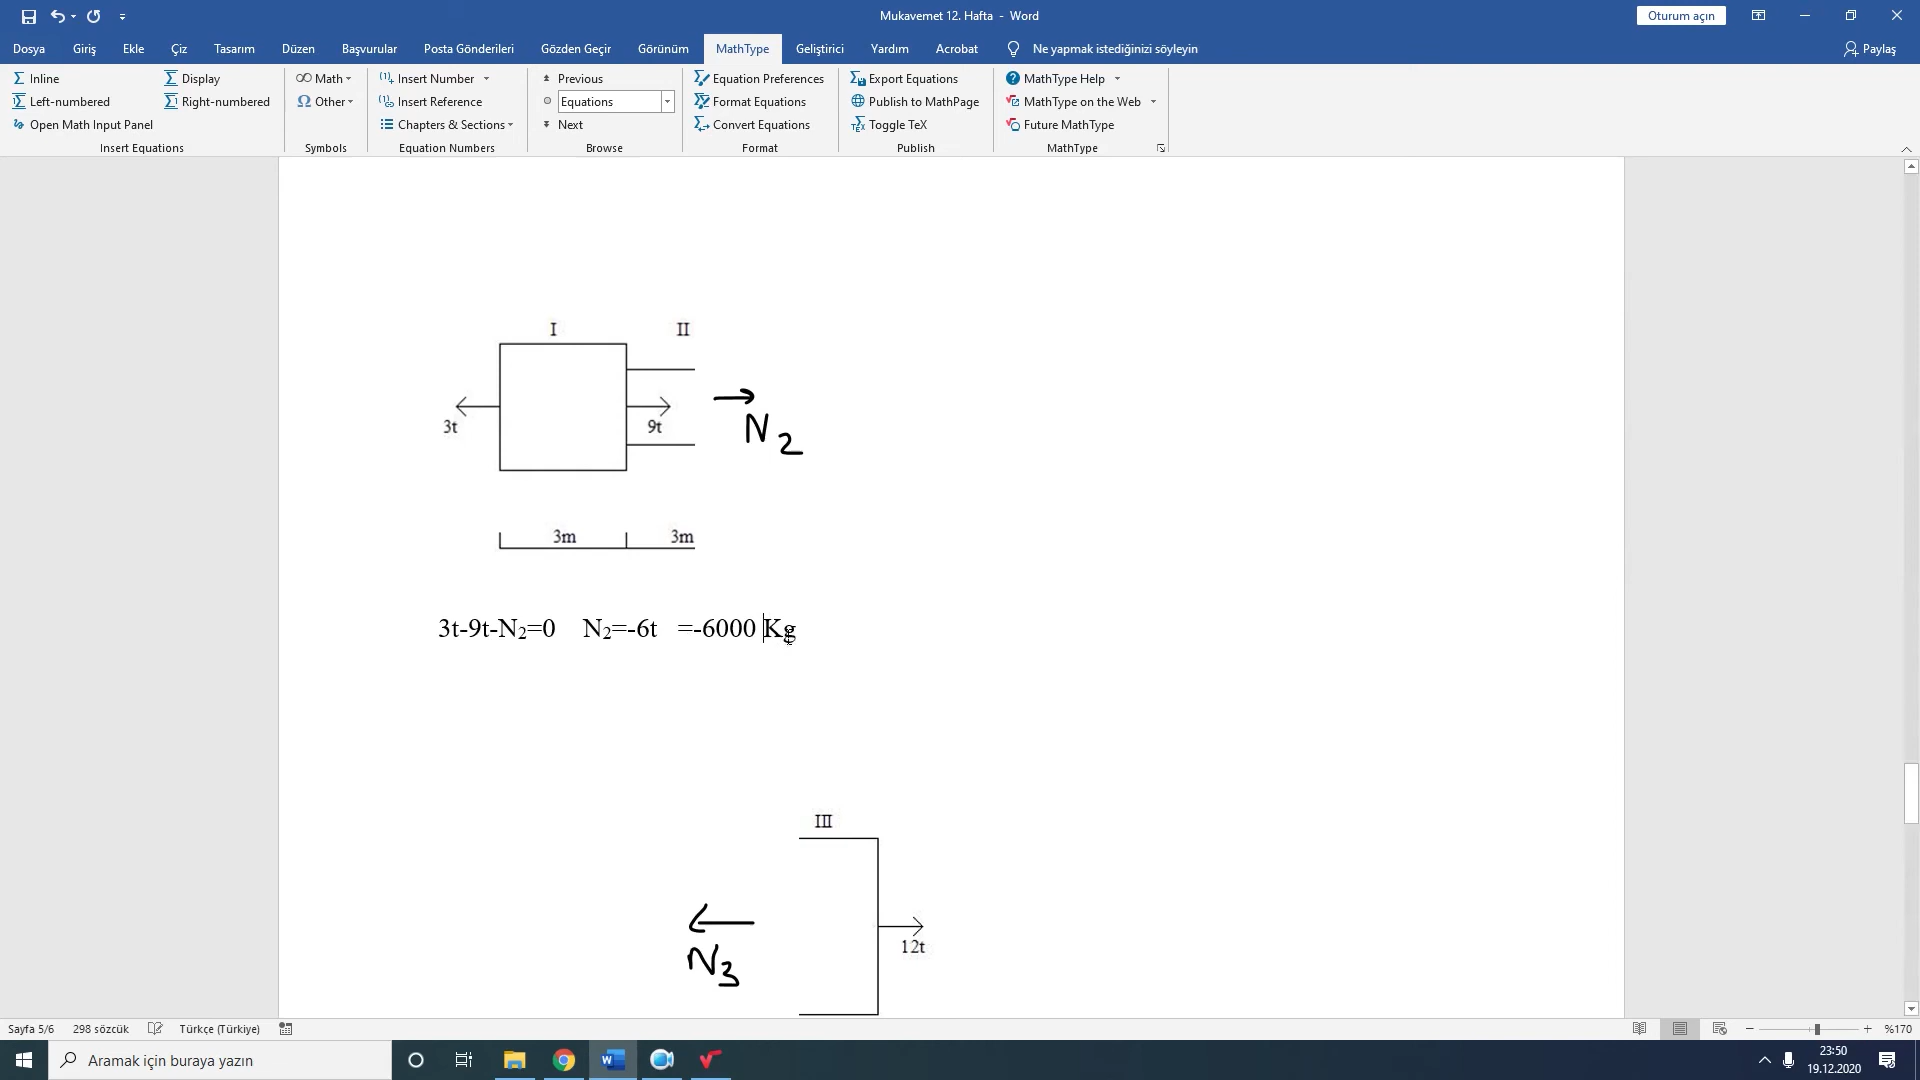 Mukavemet 12. Hafta - Word
Oturum açın
Dosya Giriş Ekle Çiz Tasarım Düzen Başvurular Posta Gönderileri Gözden Geçir Görünüm MathType Geliştirici Yardım Acrobat Ne yapmak istediğinizi söyleyin Paylaş
Inline Display Math Insert Number Previous Equation Preferences Export Equations MathType Help
Left-numbered Right-numbered Other Insert Reference Equations Format Equations Publish to MathPage MathType on the Web
Open Math Input Panel Chapters & Sections Next Convert Equations Toggle TeX Future MathType
Insert Equations Symbols Equation Numbers Browse Format Publish MathType
I II
3t 9t N2
3m 3m
3t-9t-N₂=0 N₂=-6t =-6000 Kg
III
N3 12t
Sayfa 5/6 298 sözcük Türkçe (Türkiye) %170
Aramak için buraya yazın
23:50
19.12.2020